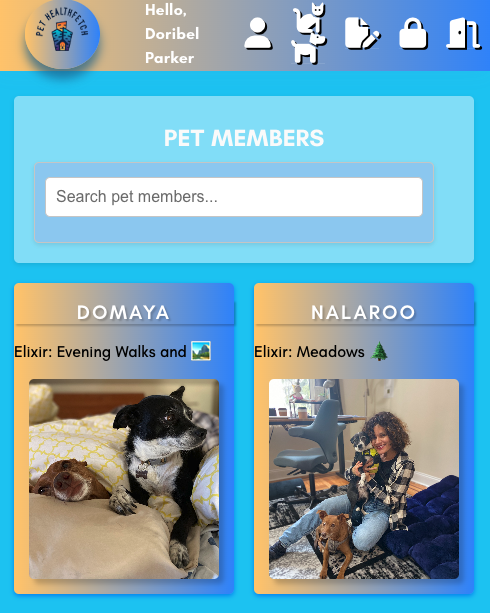 PET HEALTHFETCH
Hello,
Doribel
Parker
PET MEMBERS
Search pet members...
DOMAYA
NALAROO
Elixir: Evening Walks and 🏞️
Elixir: Meadows 🌲